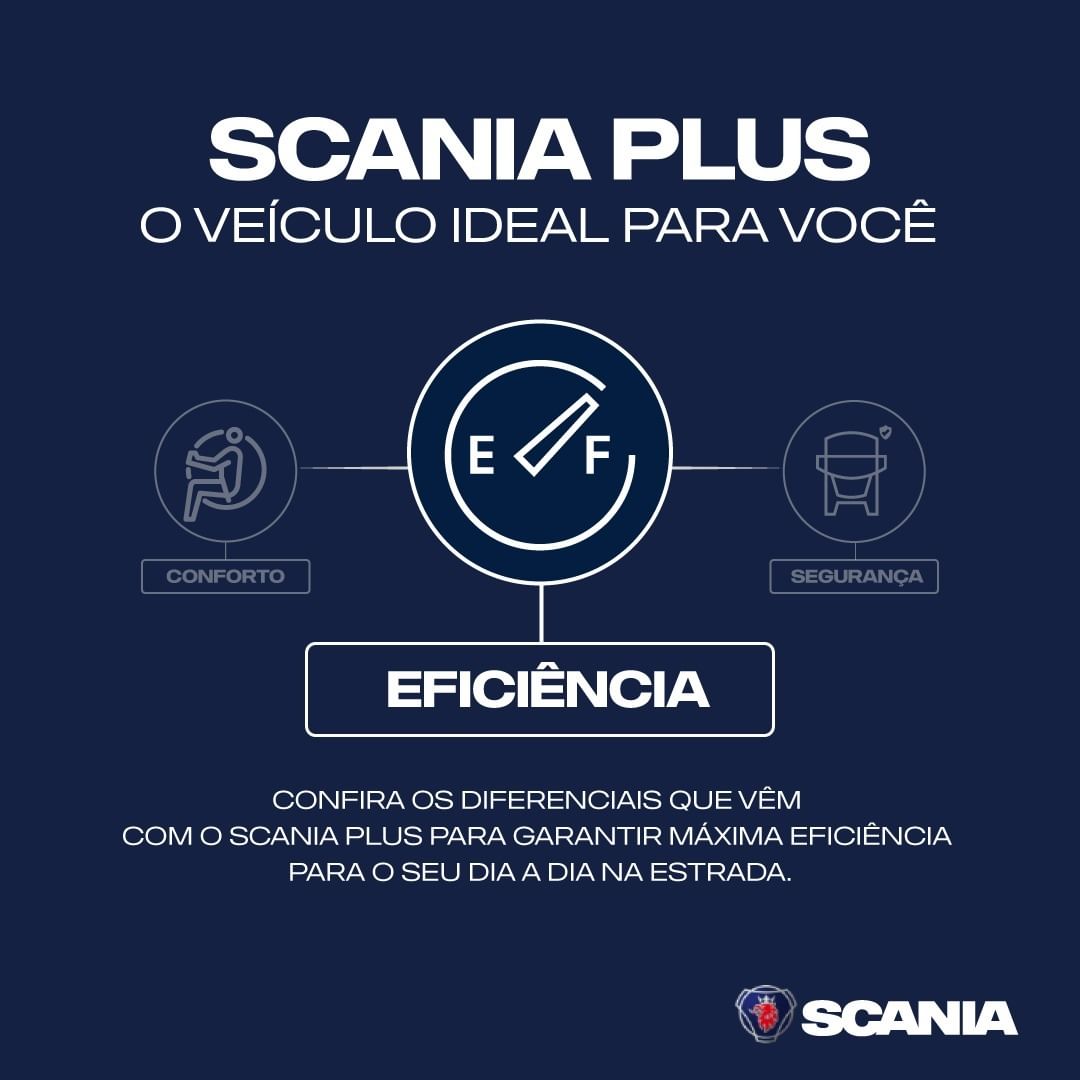 SCANIA PLUS
O VEÍCULO IDEAL PARA VOCÊ
E F
CONFORTO
SEGURANÇA
EFICIÊNCIA
CONFIRA OS DIFERENCIAIS QUE VÊM
COM O SCANIA PLUS PARA GARANTIR MÁXIMA EFICIÊNCIA
PARA O SEU DIA A DIA NA ESTRADA.
SCANIA